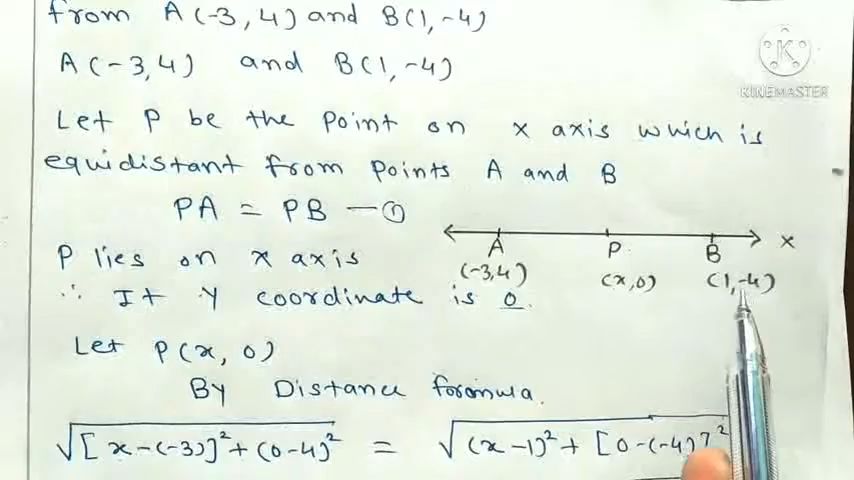 from A(-3,4) and B(1,-4)
K
KINEMASTER
A(-3,4) and B(1,-4)
Let P be the point on x axis which is
equidistant from points A and B
PA = PB —①
P lies on x axis
∴ It Y coordinate is 0.
A P B X
(-3,4) (x,0) (1,-4)
Let P(x, 0)
By Distance formula.
√[x-(-3)]²+(0-4)² = √(x-1)²+[0-(-4)]²